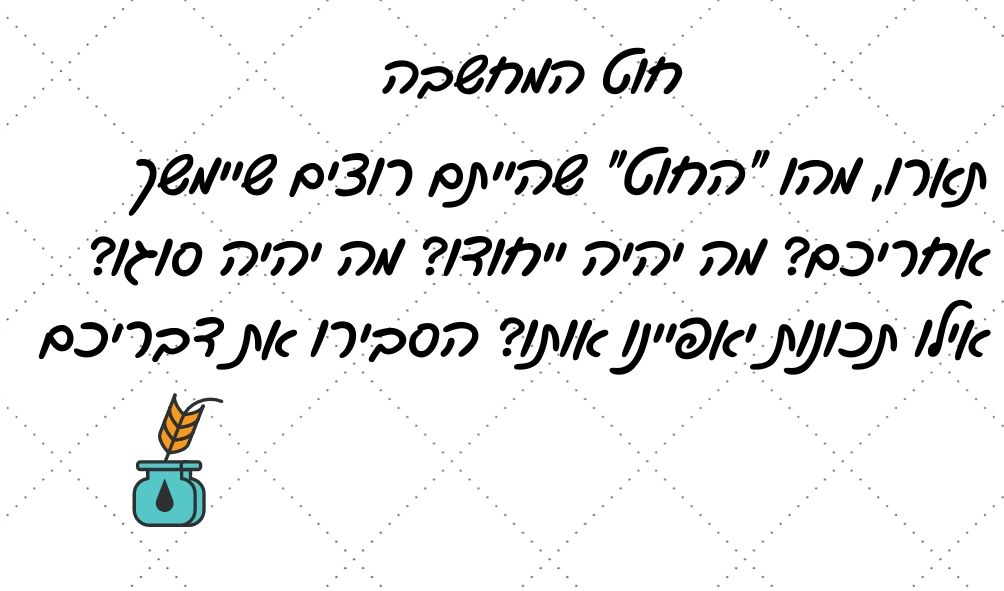 חוט המחשבה
תארו, מהו "החוט" שהייתם רוצים שיימשך
אחריכם? מה יהיה ייחודו? מה יהיה סוגו?
אילו תכונות יאפיינו אותו? הסבירו את דבריכם